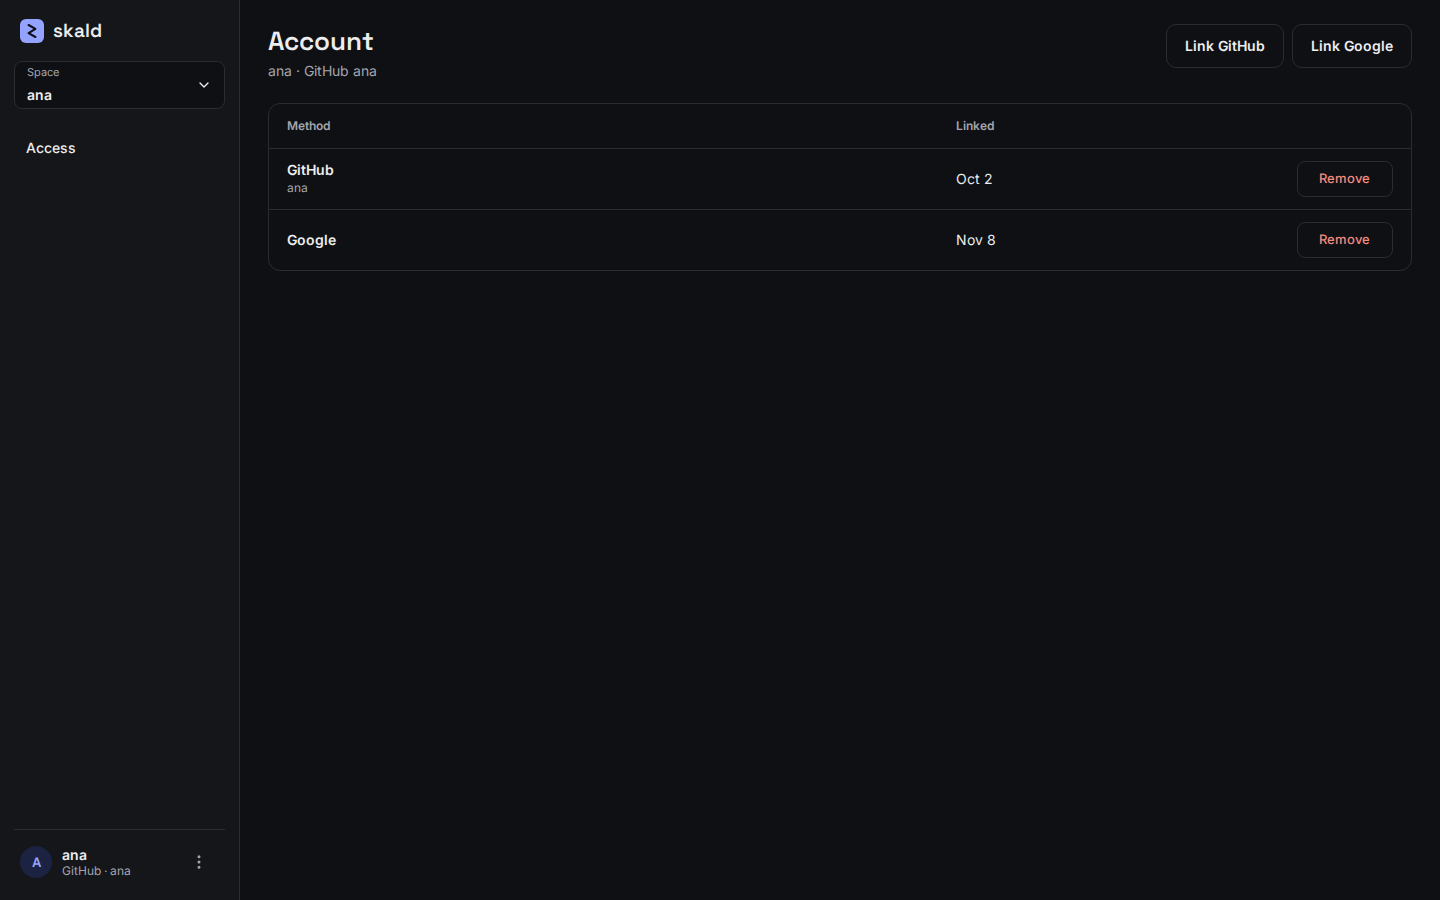 skald
Space
ana
Access
Account
ana · GitHub ana
Link GitHub
Link Google
Method
Linked
GitHub
ana
Oct 2
Remove
Google
Nov 8
Remove
A
ana
GitHub · ana